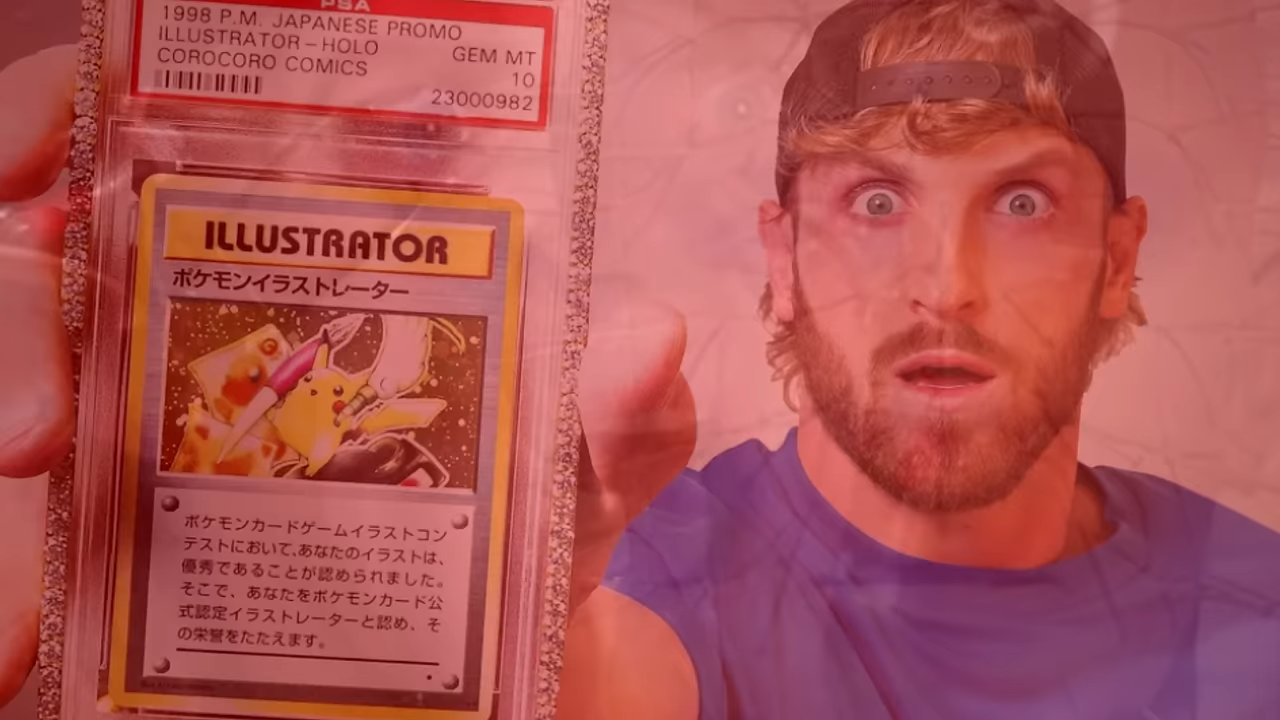 PSA
1998 P.M. JAPANESE PROMO
ILLUSTRATOR-HOLO GEM MT
COROCORO COMICS 10
23000982
ILLUSTRATOR
ポケモンイラストレーター
ポケモンカードゲームイラストコン
テストにおいて、あなたのイラストは、
優秀であることが認められました。
そこで、あなたをポケモンカード公
式認定イラストレーターと認め、そ
の栄誉をたたえます。